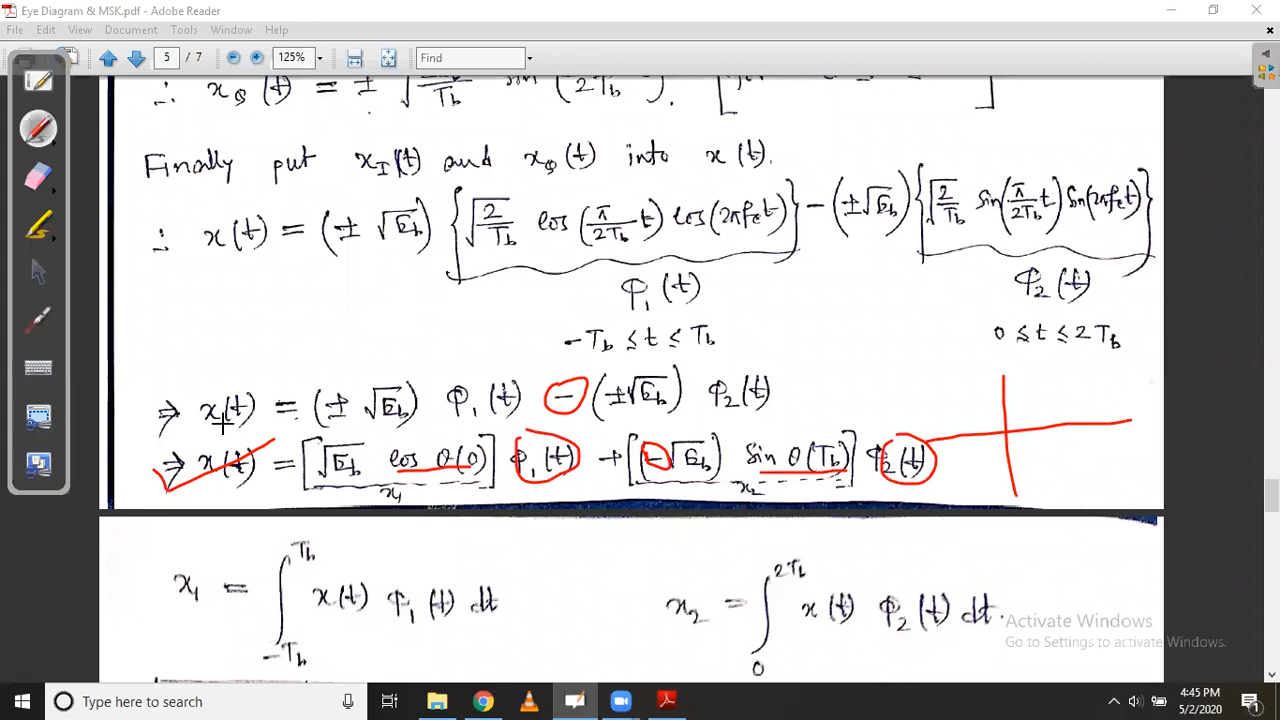 Eye Diagram & MSK.pdf - Adobe Reader
File Edit View Document Tools Window Help
5 / 7 125% Find
∴ x_Q(t) = ±
Finally put x_I(t) and x_Q(t) into x(t).
∴ x(t) = (± √E_b) {√(2/T_b) cos(π/2T_b t) cos(2πf_c t)} − (±√E_b) {√(2/T_b) sin(π/2T_b t) sin(2πf_c t)}
φ_1(t) φ_2(t)
-T_b ≤ t ≤ T_b 0 ≤ t ≤ 2T_b
⇒ x(t) = (± √E_b) φ_1(t) − (±√E_b) φ_2(t)
⇒ x(t) = [√E_b cos θ(0)] φ_1(t) + [−√E_b) sin θ(T_b)] φ_2(t)
x_1 x_2
x_1 = ∫_{-T_b}^{T_b} x(t) φ_1(t) dt x_2 = ∫_0^{2T_b} x(t) φ_2(t) dt.
Activate Windows
Go to Settings to activate Windows.
Type here to search
4:45 PM
5/2/2020